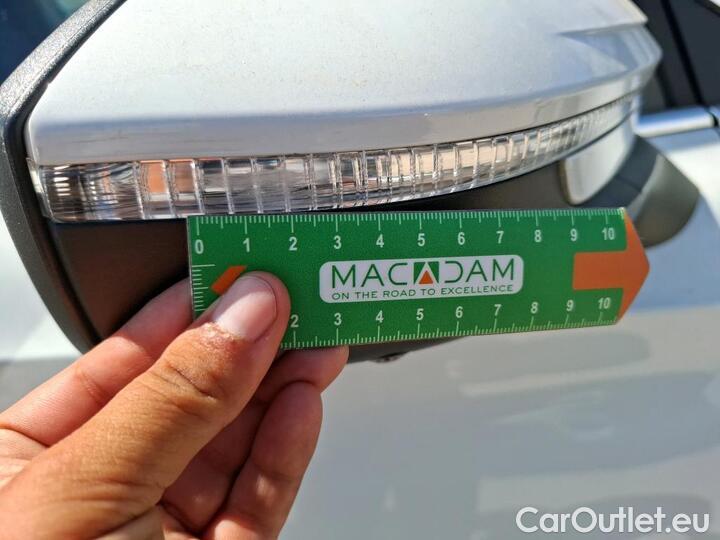 0 1 2 3 4 5 6 7 8 9 10
MACADAM
ON THE ROAD TO EXCELLENCE
2 3 4 5 6 7 8 9 10
CarOutlet.eu